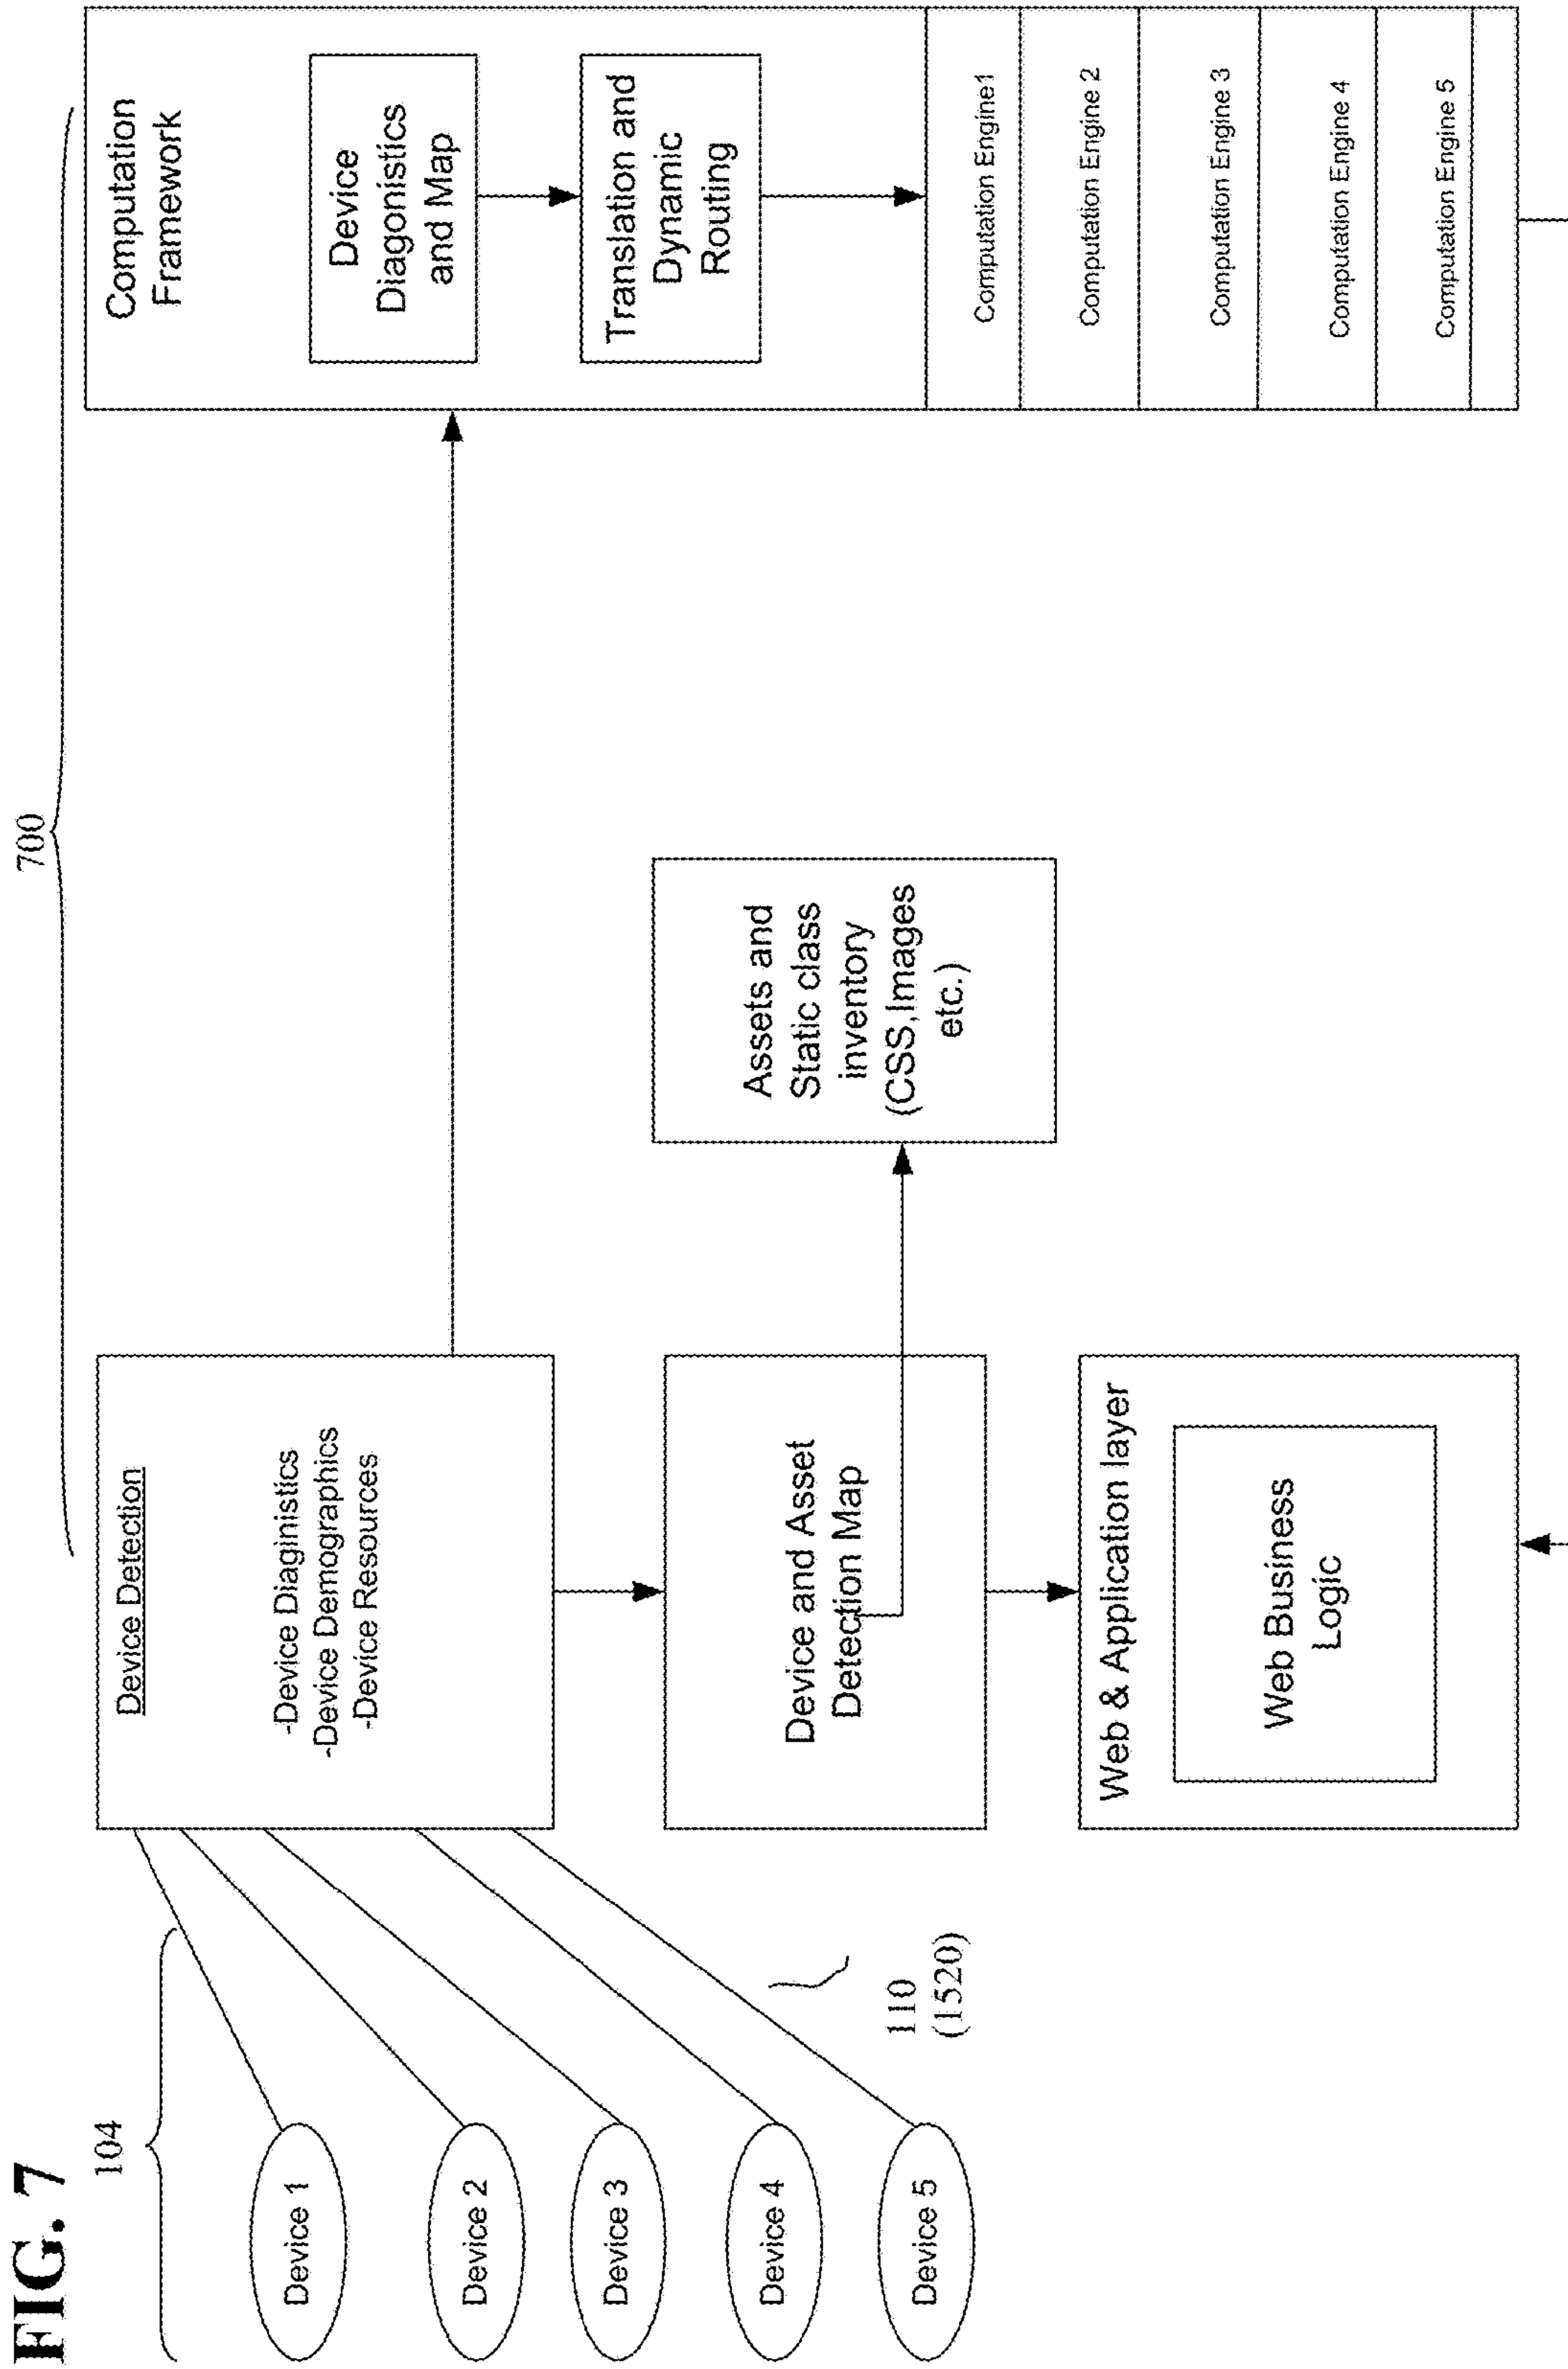 FIG. 7
104
Device 1
Device 2
Device 3
Device 4
Device 5
110
(1520)
700
Device Detection
-Device Diaginistics
-Device Demographics
-Device Resources
Device and Asset
Detection Map
Web & Application layer
Web Business
Logic
Assets and
Static class
inventory
(CSS,Images
etc.)
Computation
Framework
Device
Diagonistics
and Map
Translation and
Dynamic
Routing
Computation Engine1
Computation Engine 2
Computation Engine 3
Computation Engine 4
Computation Engine 5